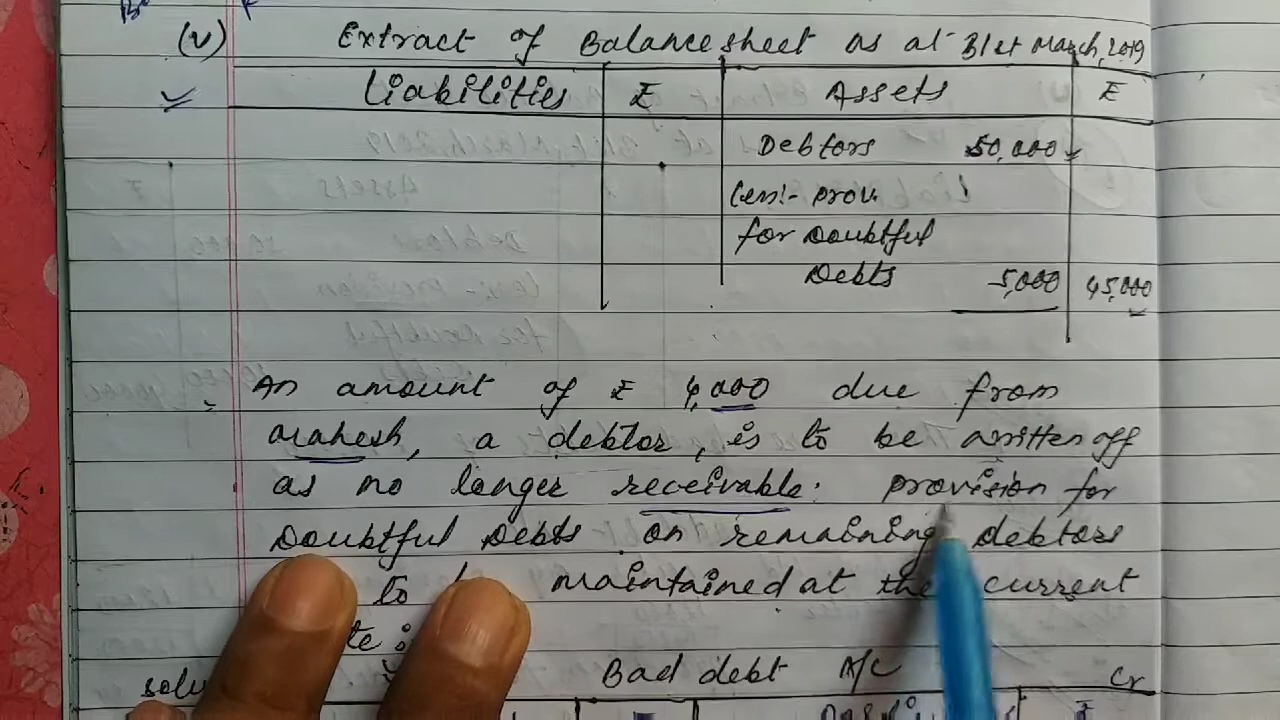 (v) Extract of Balance sheet as at 31st March, 2019
Liabilities ₹ Assets ₹
Debtors 50,000
Less:- prov.
for Doubtful
Debts 5,000 45,000
An amount of ₹ 4,000 due from
Mahesh, a debtor, is to be written off
as no longer receivable. provision for
Doubtful Debts on remaining debtors
to maintained at the current
Bad debt A/c Cr
₹